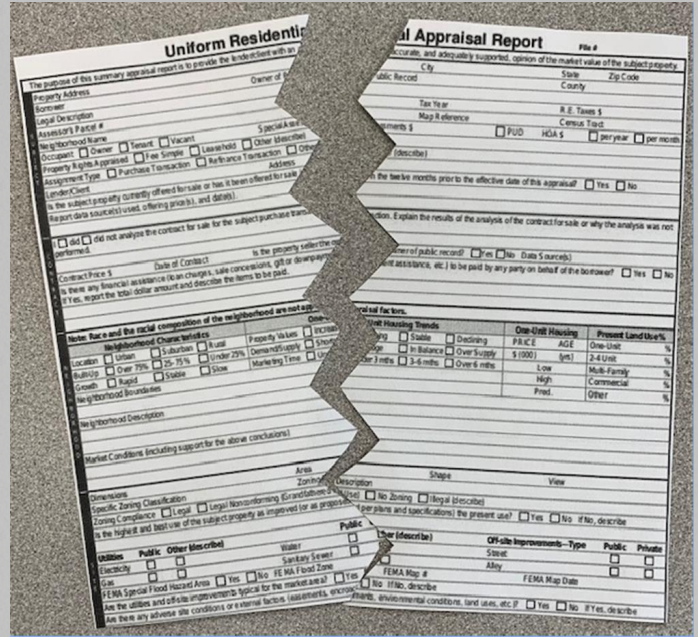 Uniform Residentia al Appraisal Report File #
The purpose of this summary appraisal report is to provide the lender/client with an accurate, and adequately supported, opinion of the market value of the subject property.
Property Address City State Zip Code
Borrower Owner of Public Record County
Legal Description
Assessor's Parcel # Tax Year R.E. Taxes $
Neighborhood Name Map Reference Census Tract
Occupant Owner Tenant Vacant Special As ments $ PUD HOA $ per year per month
Property Rights Appraised Fee Simple Leasehold Other (describe)
Assignment Type Purchase Transaction Refinance Transaction Othe (describe)
Lender/Client Address
Is the subject property currently offered for sale or has it been offered for sale in the twelve months prior to the effective date of this appraisal? Yes No
Report data source(s) used, offering price(s), and date(s).
I did did not analyze the contract for sale for the subject purchase trans ction. Explain the results of the analysis of the contract for sale or why the analysis was not
performed.
Contract Price $ Date of Contract Is the property seller the o ner of public record? Yes No Data Source(s)
Is there any financial assistance (loan charges, sale concessions, gift or downpayme nt assistance, etc.) to be paid by any party on behalf of the borrower? Yes No
If Yes, report the total dollar amount and describe the items to be paid.
Note: Race and the racial composition of the neighborhood are not app raisal factors.
Neighborhood Characteristics One- Unit Housing Trends One-Unit Housing Present Land Use %
Location Urban Suburban Rural Property Values Increas ng Stable Declining PRICE AGE One-Unit %
Built-Up Over 75% 25-75% Under 25% Demand/Supply Shor ge In Balance Over Supply $ (000) (yrs) 2-4 Unit %
Growth Rapid Stable Slow Marketing Time Un der 3 mths 3-6 mths Over 6 mths Low Multi-Family %
Neighborhood Boundaries High Commercial %
Pred. Other %
Neighborhood Description
Market Conditions (including support for the above conclusions)
Dimensions Area Shape View
Specific Zoning Classification Zoning Description
Zoning Compliance Legal Legal Nonconforming (Grandfathered Use) No Zoning Illegal (describe)
Is the highest and best use of the subject property as improved (or as propose per plans and specifications) the present use? Yes No If No, describe
Utilities Public Other (describe) Public her (describe) Off-site Improvements—Type Public Private
Electricity Water Street
Gas Sanitary Sewer Alley
FEMA Special Flood Hazard Area Yes No FEMA Flood Zone FEMA Map # FEMA Map Date
Are the utilities and off-site improvements typical for the market area? Yes No If No, describe
Are there any adverse site conditions or external factors (easements, encroa ments, environmental conditions, land uses, etc.)? Yes No If Yes, describe